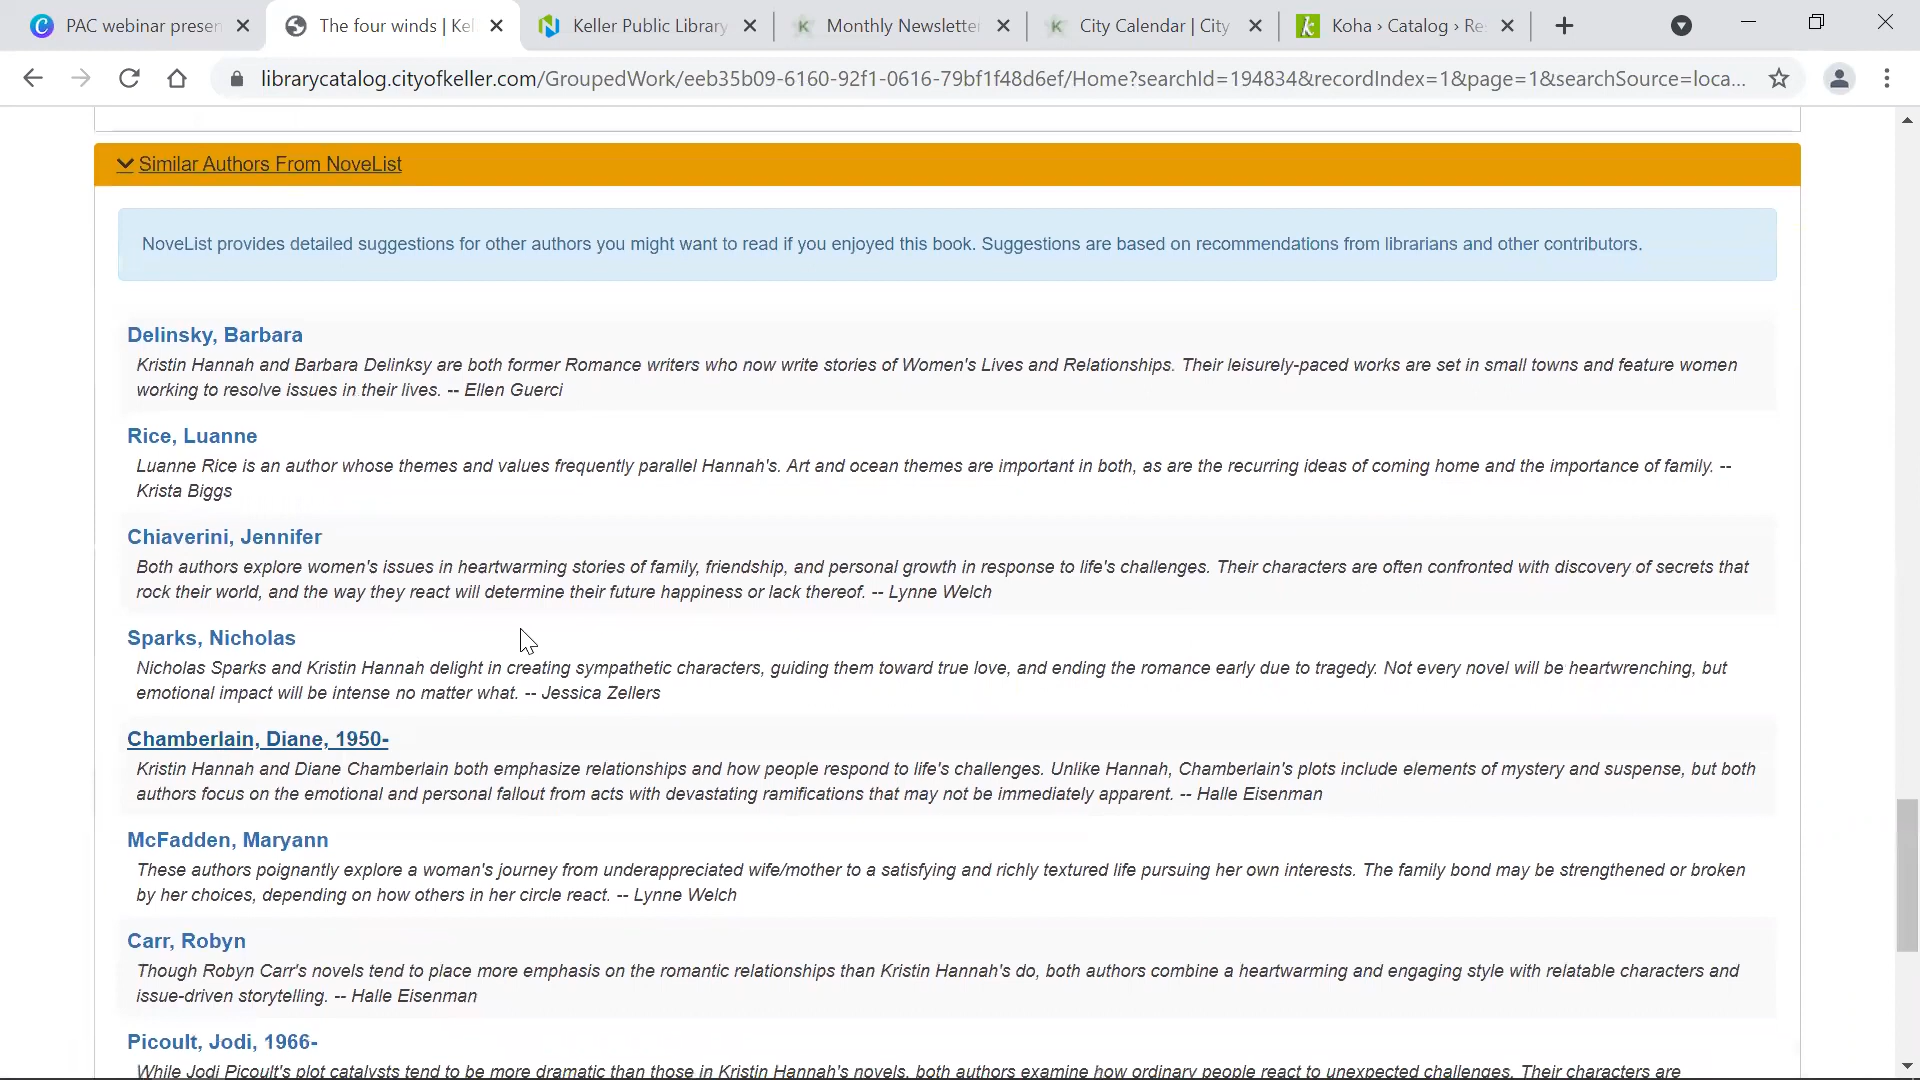 PAC webinar presen
The four winds | Kel
Keller Public Library
Monthly Newsletter
City Calendar | City
Koha › Catalog › Re
librarycatalog.cityofkeller.com/GroupedWork/eeb35b09-6160-92f1-0616-79bf1f48d6ef/Home?searchId=194834&recordIndex=1&page=1&searchSource=loca...
Similar Authors From NoveList
NoveList provides detailed suggestions for other authors you might want to read if you enjoyed this book. Suggestions are based on recommendations from librarians and other contributors.
Delinsky, Barbara
Kristin Hannah and Barbara Delinksy are both former Romance writers who now write stories of Women's Lives and Relationships. Their leisurely-paced works are set in small towns and feature women
working to resolve issues in their lives. -- Ellen Guerci
Rice, Luanne
Luanne Rice is an author whose themes and values frequently parallel Hannah's. Art and ocean themes are important in both, as are the recurring ideas of coming home and the importance of family. --
Krista Biggs
Chiaverini, Jennifer
Both authors explore women's issues in heartwarming stories of family, friendship, and personal growth in response to life's challenges. Their characters are often confronted with discovery of secrets that
rock their world, and the way they react will determine their future happiness or lack thereof. -- Lynne Welch
Sparks, Nicholas
Nicholas Sparks and Kristin Hannah delight in creating sympathetic characters, guiding them toward true love, and ending the romance early due to tragedy. Not every novel will be heartwrenching, but
emotional impact will be intense no matter what. -- Jessica Zellers
Chamberlain, Diane, 1950-
Kristin Hannah and Diane Chamberlain both emphasize relationships and how people respond to life's challenges. Unlike Hannah, Chamberlain's plots include elements of mystery and suspense, but both
authors focus on the emotional and personal fallout from acts with devastating ramifications that may not be immediately apparent. -- Halle Eisenman
McFadden, Maryann
These authors poignantly explore a woman's journey from underappreciated wife/mother to a satisfying and richly textured life pursuing her own interests. The family bond may be strengthened or broken
by her choices, depending on how others in her circle react. -- Lynne Welch
Carr, Robyn
Though Robyn Carr's novels tend to place more emphasis on the romantic relationships than Kristin Hannah's do, both authors combine a heartwarming and engaging style with relatable characters and
issue-driven storytelling. -- Halle Eisenman
Picoult, Jodi, 1966-
While Jodi Picoult's plot catalysts tend to be more dramatic than those in Kristin Hannah's novels, both authors examine how ordinary people react to unexpected challenges. Their characters are